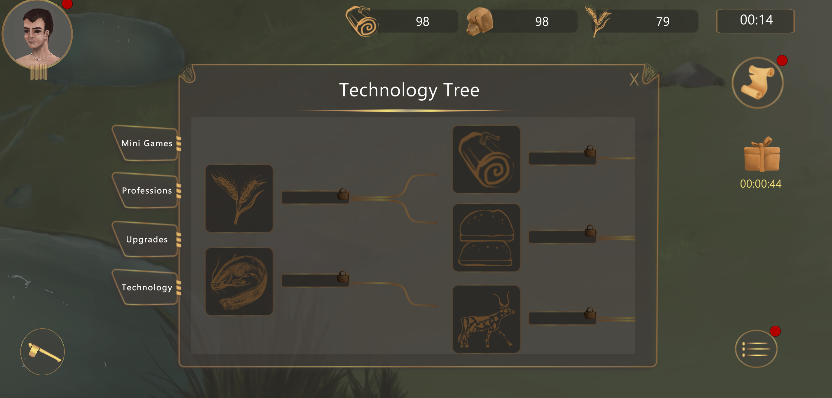 98
98
79
00:14
Technology Tree
X
Mini Games
Professions
Upgrades
Technology
00:00:44